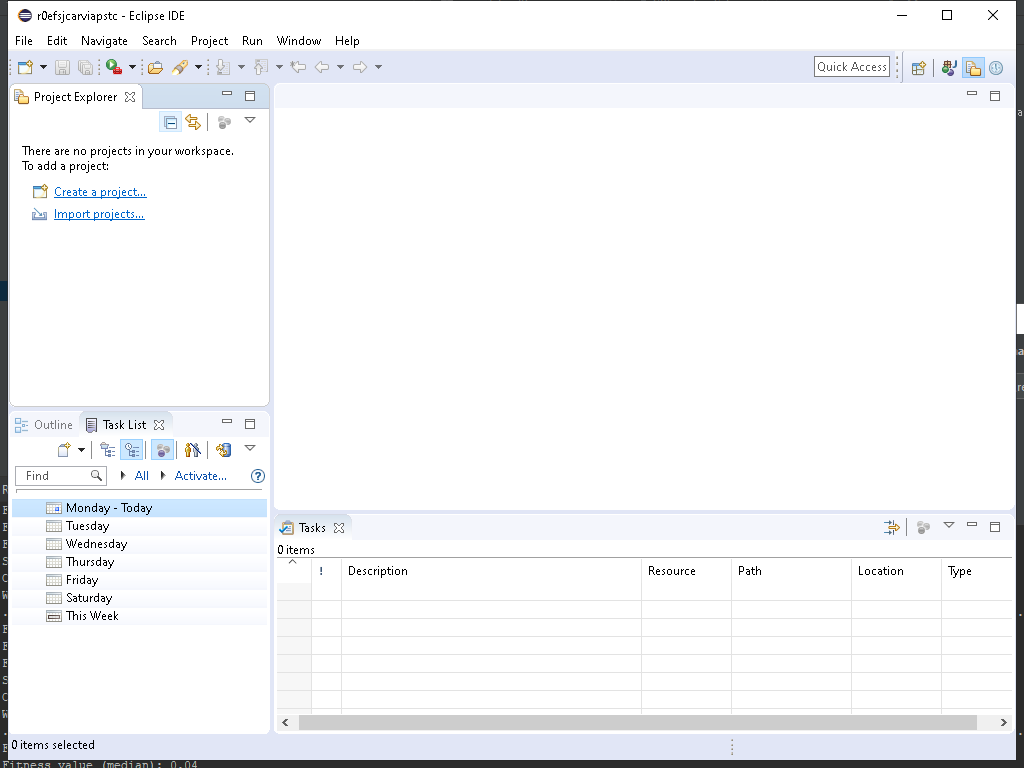 r0efsjcarviapstc - Eclipse IDE
File Edit Navigate Search Project Run Window Help
Quick Access
Project Explorer
There are no projects in your workspace.
To add a project:
Create a project...
Import projects...
Outline Task List
Find All Activate...
Monday - Today
Tuesday
Wednesday
Thursday
Friday
Saturday
This Week
Tasks
0 items
! Description Resource Path Location Type
0 items selected
Fitness value (median): 0.04